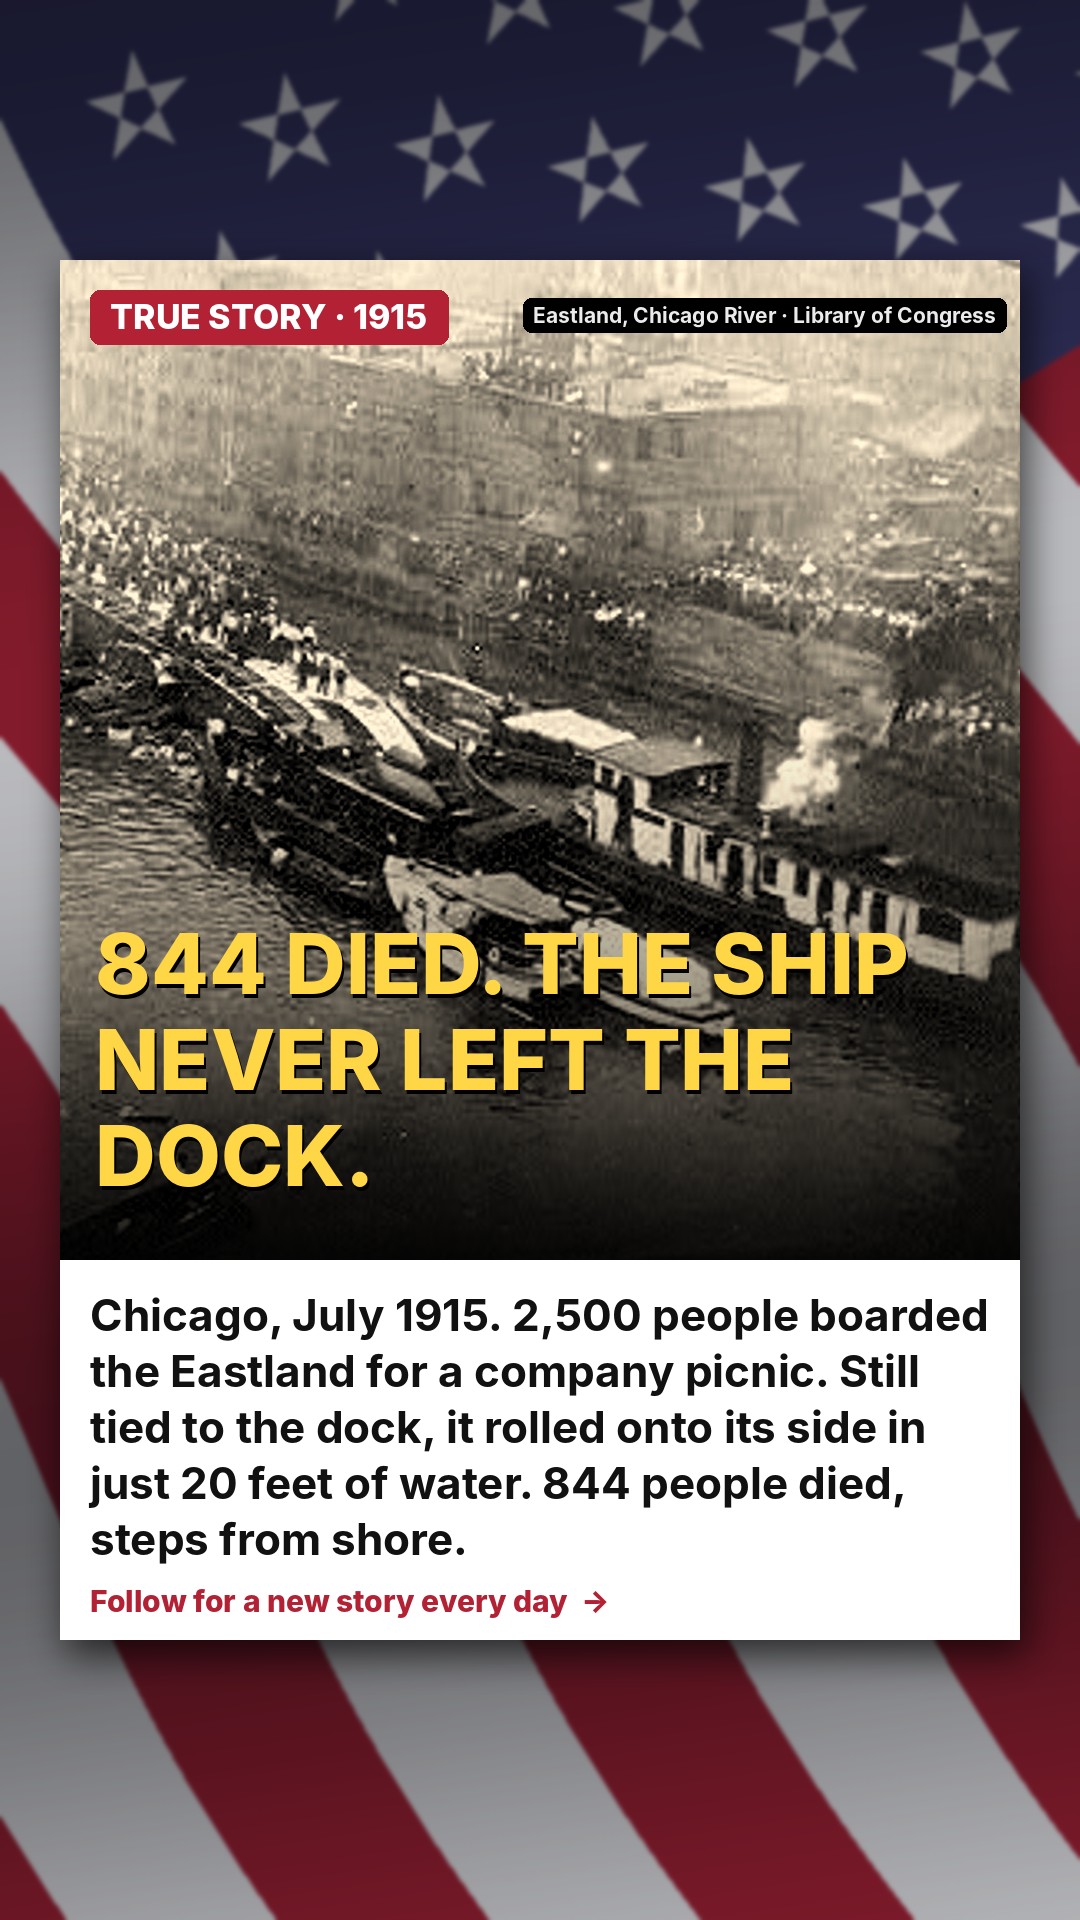 TRUE STORY · 1915
Eastland, Chicago River · Library of Congress
844 DIED. THE SHIP
NEVER LEFT THE
DOCK.
Chicago, July 1915. 2,500 people boarded
the Eastland for a company picnic. Still
tied to the dock, it rolled onto its side in
just 20 feet of water. 844 people died,
steps from shore.
Follow for a new story every day →